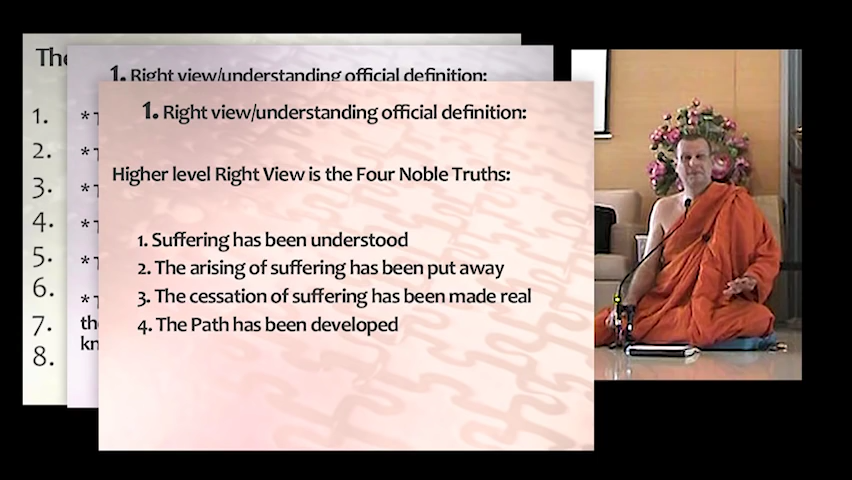 The
1.
2.
3.
4.
5.
6.
7.
8.
1. Right view/understanding official definition:
*
*
*
*
*
*
1. Right view/understanding official definition:
Higher level Right View is the Four Noble Truths:
1. Suffering has been understood
2. The arising of suffering has been put away
3. The cessation of suffering has been made real
4. The Path has been developed